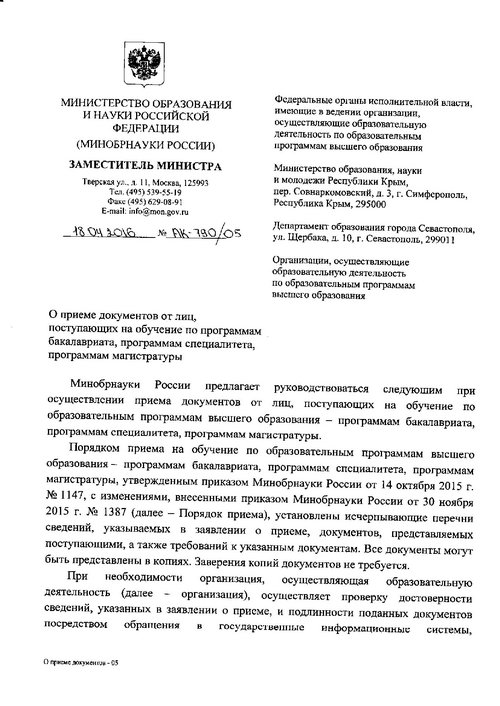 МИНИСТЕРСТВО ОБРАЗОВАНИЯ
И НАУКИ РОССИЙСКОЙ
ФЕДЕРАЦИИ
(МИНОБРНАУКИ РОССИИ)
ЗАМЕСТИТЕЛЬ МИНИСТРА
Тверская ул., д. 11, Москва, 125993
Тел. (495) 539-55-19
Факс (495) 629-08-91
E-mail: info@mon.gov.ru
18.04.2016 № АК-790/05
Федеральные органы исполнительной власти,
имеющие в ведении организации,
осуществляющие образовательную
деятельность по образовательным
программам высшего образования
Министерство образования, науки
и молодежи Республики Крым,
пер. Совнаркомовский, д. 3, г. Симферополь,
Республика Крым, 295000
Департамент образования города Севастополя,
ул. Щербака, д. 10, г. Севастополь, 299011
Организации, осуществляющие
образовательную деятельность
по образовательным программам
высшего образования
О приеме документов от лиц,
поступающих на обучение по программам
бакалавриата, программам специалитета,
программам магистратуры
Минобрнауки России предлагает руководствоваться следующим при
осуществлении приема документов от лиц, поступающих на обучение по
образовательным программам высшего образования – программам бакалавриата,
программам специалитета, программам магистратуры.
Порядком приема на обучение по образовательным программам высшего
образования – программам бакалавриата, программам специалитета, программам
магистратуры, утвержденным приказом Минобрнауки России от 14 октября 2015 г.
№ 1147, с изменениями, внесенными приказом Минобрнауки России от 30 ноября
2015 г. № 1387 (далее – Порядок приема), установлены исчерпывающие перечни
сведений, указываемых в заявлении о приеме, документов, представляемых
поступающими, а также требований к указанным документам. Все документы могут
быть представлены в копиях. Заверения копий документов не требуется.
При необходимости организация, осуществляющая образовательную
деятельность (далее – организация), осуществляет проверку достоверности
сведений, указанных в заявлении о приеме, и подлинности поданных документов
посредством обращения в государственные информационные системы,
О приеме документов - 05